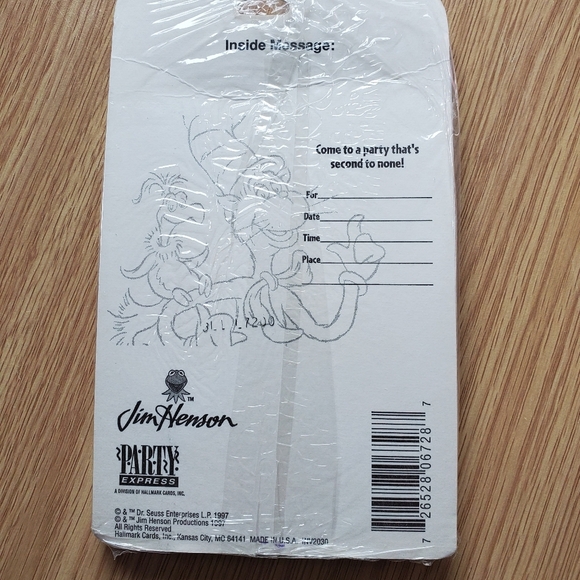 Inside Message:
Come to a party that's
second to none!
For
Date
Time
Place
Jim Henson ™
PARTY
EXPRESS
A DIVISION OF HALLMARK CARDS, INC.
© & ™ Dr. Seuss Enterprises L.P. 1997
© & ™ Jim Henson Productions 1997
All Rights Reserved
Hallmark Cards, Inc., Kansas City, MO 64141 MADE IN U.S.A. INV2030
7 26528 06728 7